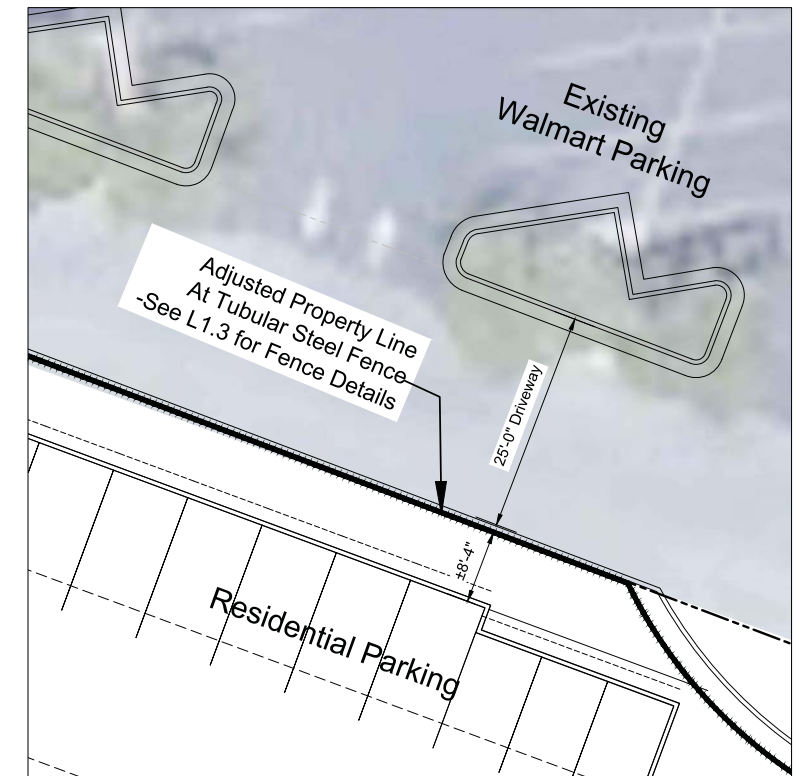 Existing
Walmart Parking
Adjusted Property Line
At Tubular Steel Fence
-See L1.3 for Fence Details
25'-0" Driveway
±8'-4"
Residential Parking